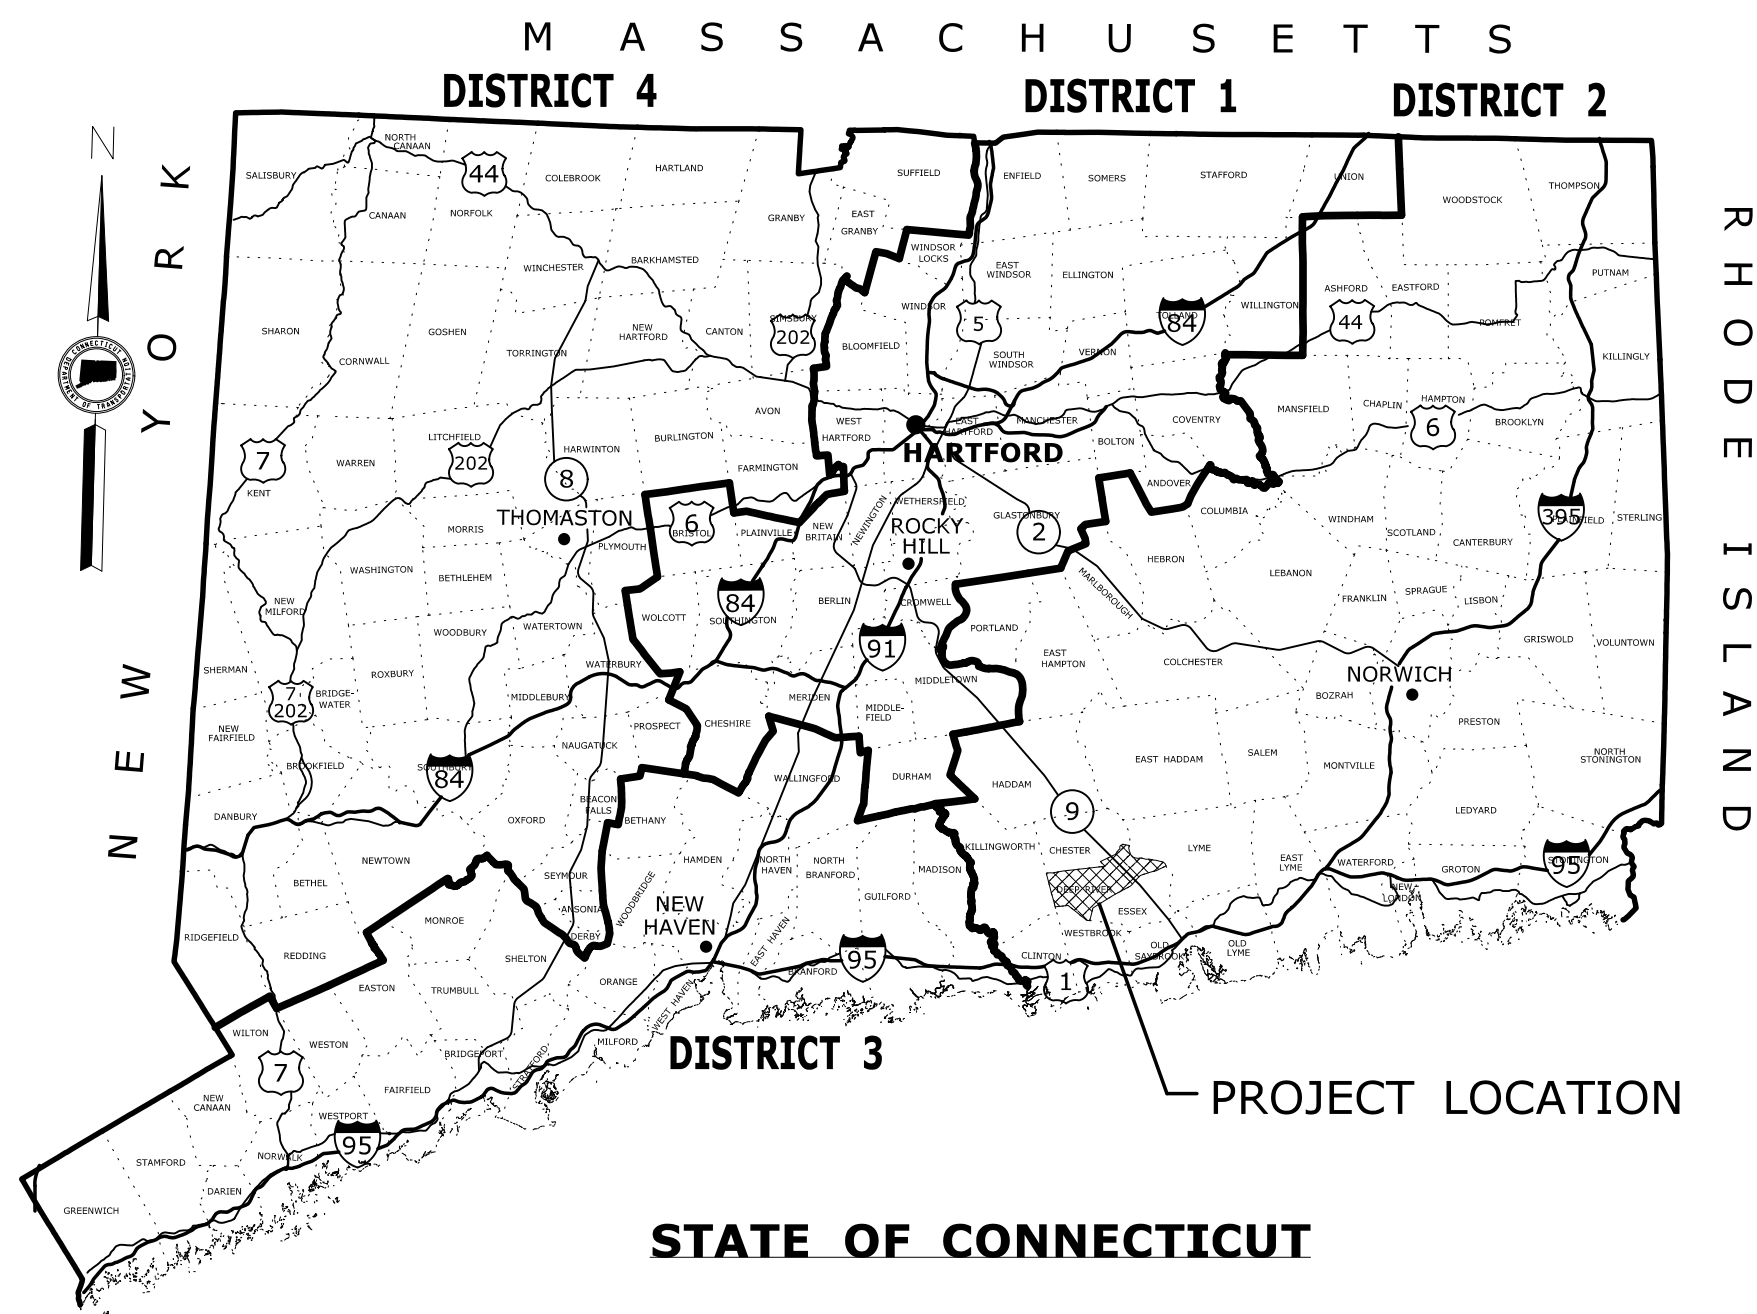 M A S S A C H U S E T T S
DISTRICT 4
DISTRICT 1
DISTRICT 2
N
NEW YORK
RHODE ISLAND
CONNECTICUT
DEPARTMENT OF TRANSPORTATION
NORTH
CANAAN
SALISBURY
44
COLEBROOK
HARTLAND
SUFFIELD
ENFIELD
SOMERS
STAFFORD
UNION
WOODSTOCK
THOMPSON
CANAAN
NORFOLK
GRANBY
EAST
GRANBY
WINDSOR
LOCKS
WINCHESTER
BARKHAMSTED
EAST
WINDSOR
ELLINGTON
PUTNAM
ASHFORD
EASTFORD
WINDSOR
WILLINGTON
SHARON
GOSHEN
NEW
HARTFORD
CANTON
SIMSBURY
202
5
TOLLAND
84
44
POMFRET
CORNWALL
TORRINGTON
BLOOMFIELD
SOUTH
WINDSOR
VERNON
KILLINGLY
AVON
WEST
HARTFORD
EAST
HARTFORD
MANCHESTER
COVENTRY
MANSFIELD
CHAPLIN
HAMPTON
6
BROOKLYN
LITCHFIELD
202
HARWINTON
BURLINGTON
BOLTON
HARTFORD
7
KENT
WARREN
8
FARMINGTON
ANDOVER
THOMASTON
MORRIS
PLYMOUTH
6
BRISTOL
PLAINVILLE
NEW
BRITAIN
NEWINGTON
WETHERSFIELD
ROCKY
HILL
GLASTONBURY
2
COLUMBIA
WINDHAM
SCOTLAND
CANTERBURY
395
PLAINFIELD
STERLING
WASHINGTON
BETHLEHEM
HEBRON
LEBANON
MARLBOROUGH
FRANKLIN
SPRAGUE
LISBON
NEW
MILFORD
WOODBURY
WATERTOWN
WOLCOTT
84
SOUTHINGTON
BERLIN
CROMWELL
91
PORTLAND
EAST
HAMPTON
COLCHESTER
GRISWOLD
VOLUNTOWN
SHERMAN
ROXBURY
WATERBURY
MIDDLEBURY
MERIDEN
MIDDLETOWN
NORWICH
BOZRAH
7
202
BRIDGE-
WATER
NEW
FAIRFIELD
PROSPECT
CHESHIRE
MIDDLE-
FIELD
PRESTON
NAUGATUCK
BROOKFIELD
SOUTHBURY
84
WALLINGFORD
DURHAM
HADDAM
EAST HADDAM
SALEM
MONTVILLE
NORTH
STONINGTON
DANBURY
OXFORD
BEACON
FALLS
BETHANY
9
LEDYARD
NEWTOWN
HAMDEN
NORTH
HAVEN
NORTH
BRANFORD
MADISON
KILLINGWORTH
CHESTER
LYME
EAST
LYME
WATERFORD
GROTON
STONINGTON
95
BETHEL
SEYMOUR
WOODBRIDGE
GUILFORD
DEEP RIVER
NEW
LONDON
NEW
HAVEN
ANSONIA
DERBY
ESSEX
MONROE
RIDGEFIELD
REDDING
SHELTON
EAST HAVEN
BRANFORD
95
WESTBROOK
CLINTON
OLD
SAYBROOK
OLD
LYME
1
EASTON
TRUMBULL
ORANGE
WEST HAVEN
WILTON
WESTON
BRIDGEPORT
STRATFORD
MILFORD
DISTRICT 3
7
FAIRFIELD
PROJECT LOCATION
NEW
CANAAN
WESTPORT
95
NORWALK
STAMFORD
DARIEN
GREENWICH
STATE OF CONNECTICUT